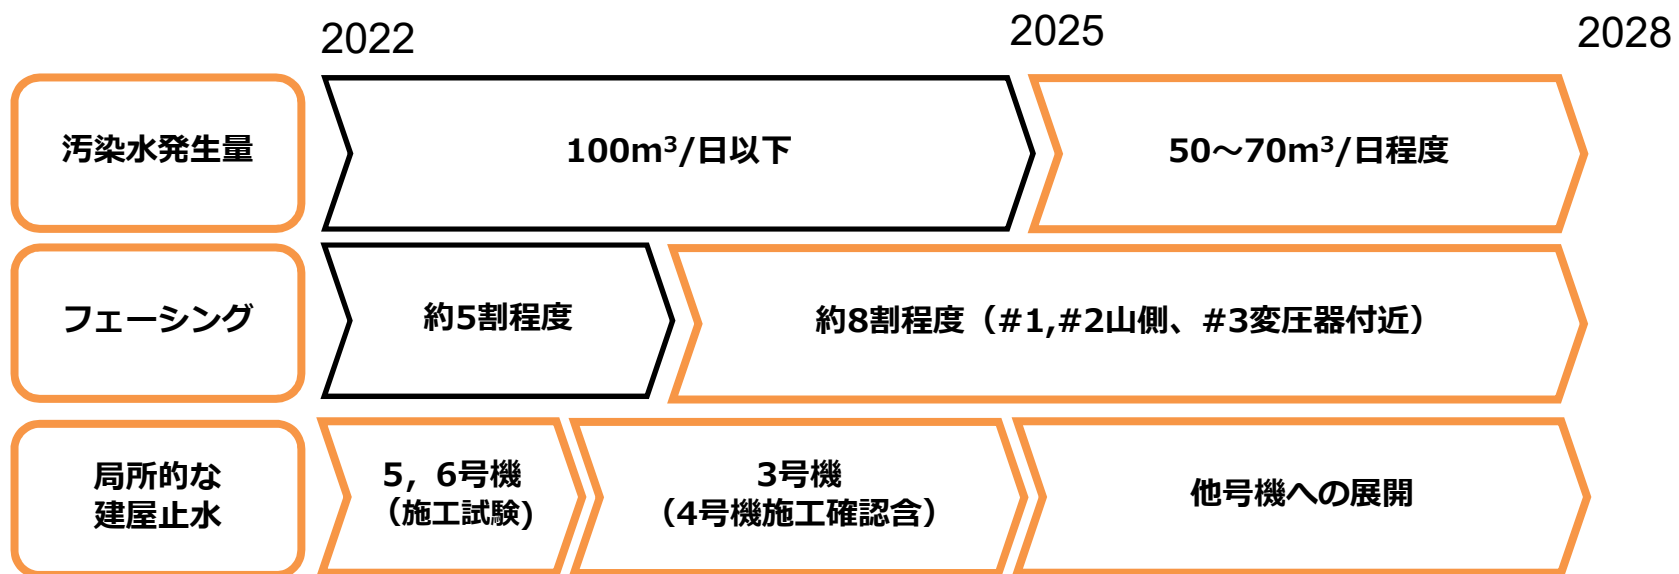 2022
2025
2028
汚染水発生量
100m³/日以下
50～70m³/日程度
フェーシング
約5割程度
約8割程度（#1,#2山側、#3変圧器付近）
局所的な
建屋止水
5，6号機
（施工試験)
3号機
（4号機施工確認含）
他号機への展開